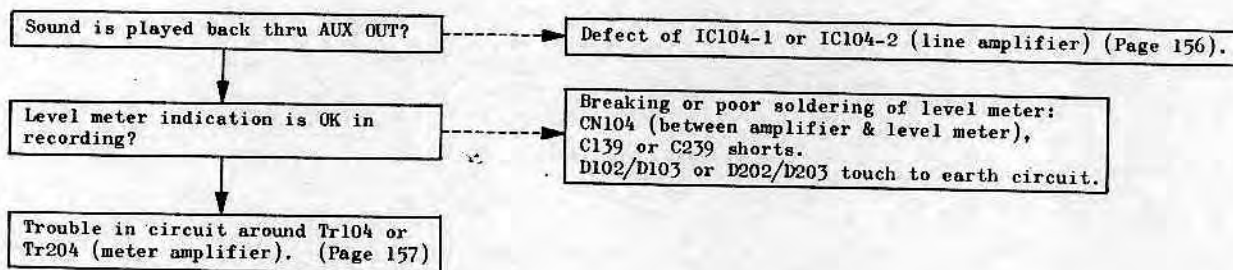 Sound is played back thru AUX OUT?
Defect of IC104-1 or IC104-2 (line amplifier) (Page 156).
Level meter indication is OK in
recording?
Breaking or poor soldering of level meter:
CN104 (between amplifier & level meter),
C139 or C239 shorts.
D102/D103 or D202/D203 touch to earth circuit.
Trouble in circuit around Tr104 or
Tr204 (meter amplifier). (Page 157)